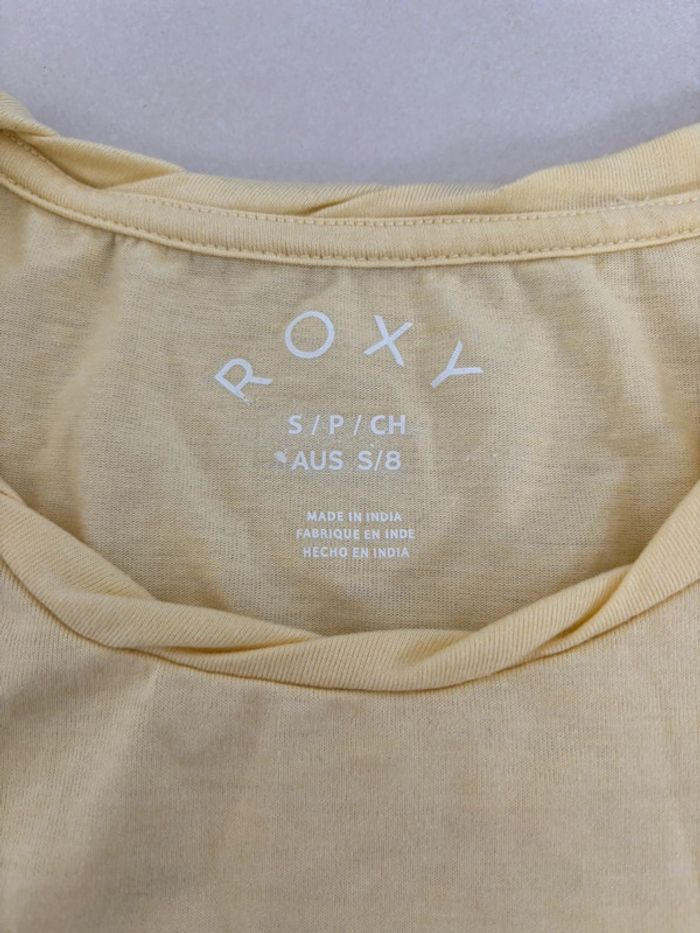 ROXY
S / P / CH
AUS S/8
MADE IN INDIA
FABRIQUE EN INDE
HECHO EN INDIA